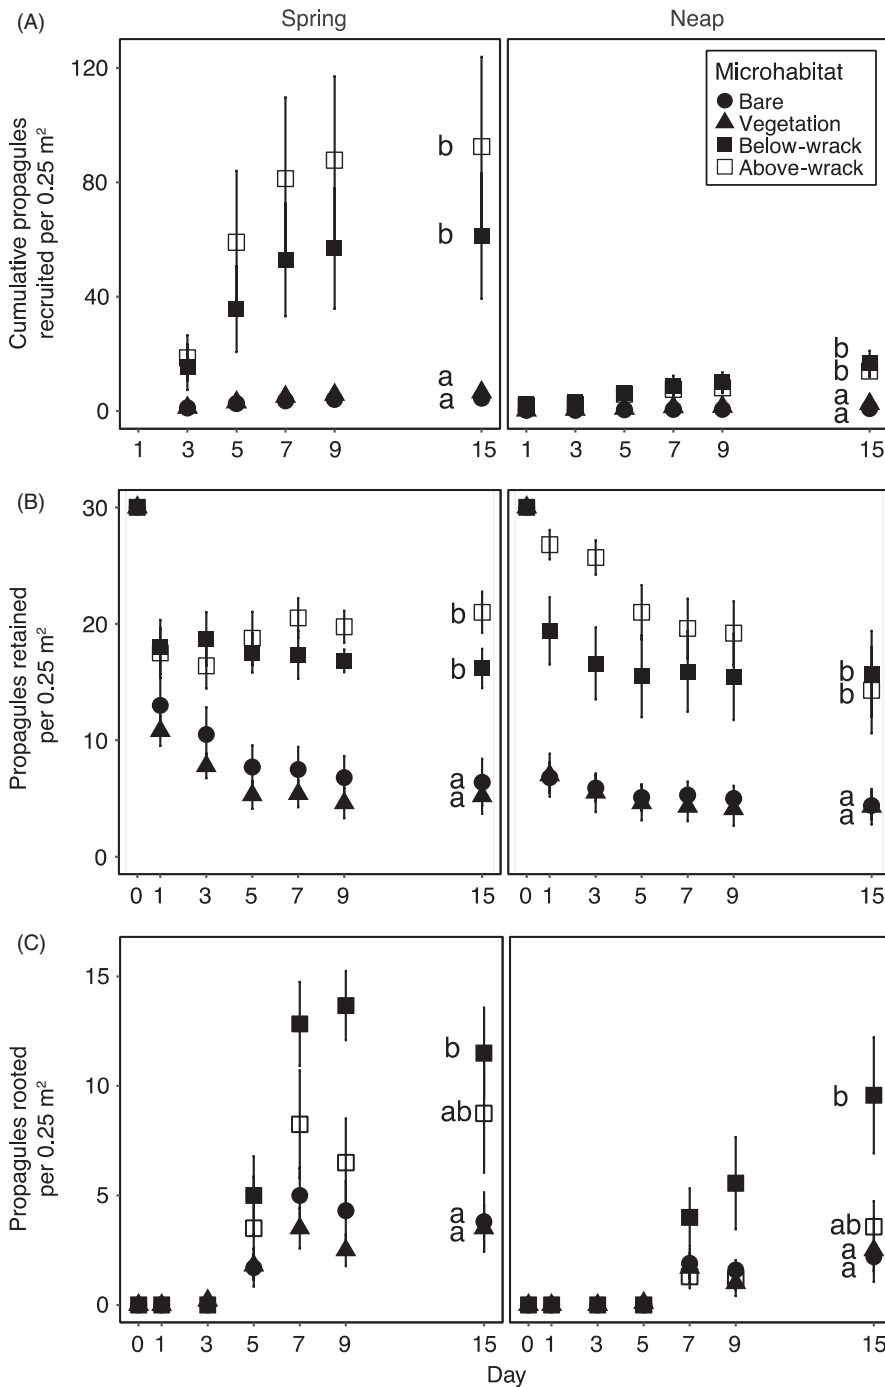 (A)
Spring
Neap
Cumulative propagules
recruited per 0.25 m²
120
80
40
0
b
b
a
a
b
b
a
a
Microhabitat
Bare
Vegetation
Below-wrack
Above-wrack
1 3 5 7 9 15
1 3 5 7 9 15
(B)
Propagules retained
per 0.25 m²
30
20
10
0
b
b
a
a
b
b
a
a
0 1 3 5 7 9 15
0 1 3 5 7 9 15
(C)
Propagules rooted
per 0.25 m²
15
10
5
0
b
ab
a
a
b
ab
a
a
0 1 3 5 7 9 15
0 1 3 5 7 9 15
Day